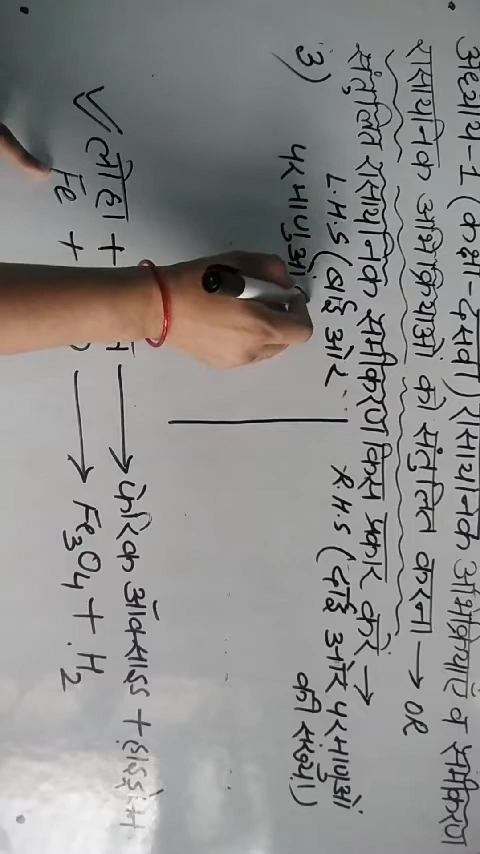 अध्याय-1 (कक्षा-दसवीं) रासायनिक अभिक्रियाएँ व समीकरण
रासायनिक अभिक्रियाओं को संतुलित करना → OR
संतुलित रासायनिक समीकरण किस प्रकार करे →
3) L.H.S (बाईं ओर R.H.S (दाईं ओर परमाणुओं
परमाणुओं की संख्या)
लोहा + → फेरिक ऑक्साइड + हाइड्रोजन
Fe + → Fe3O4 + H2